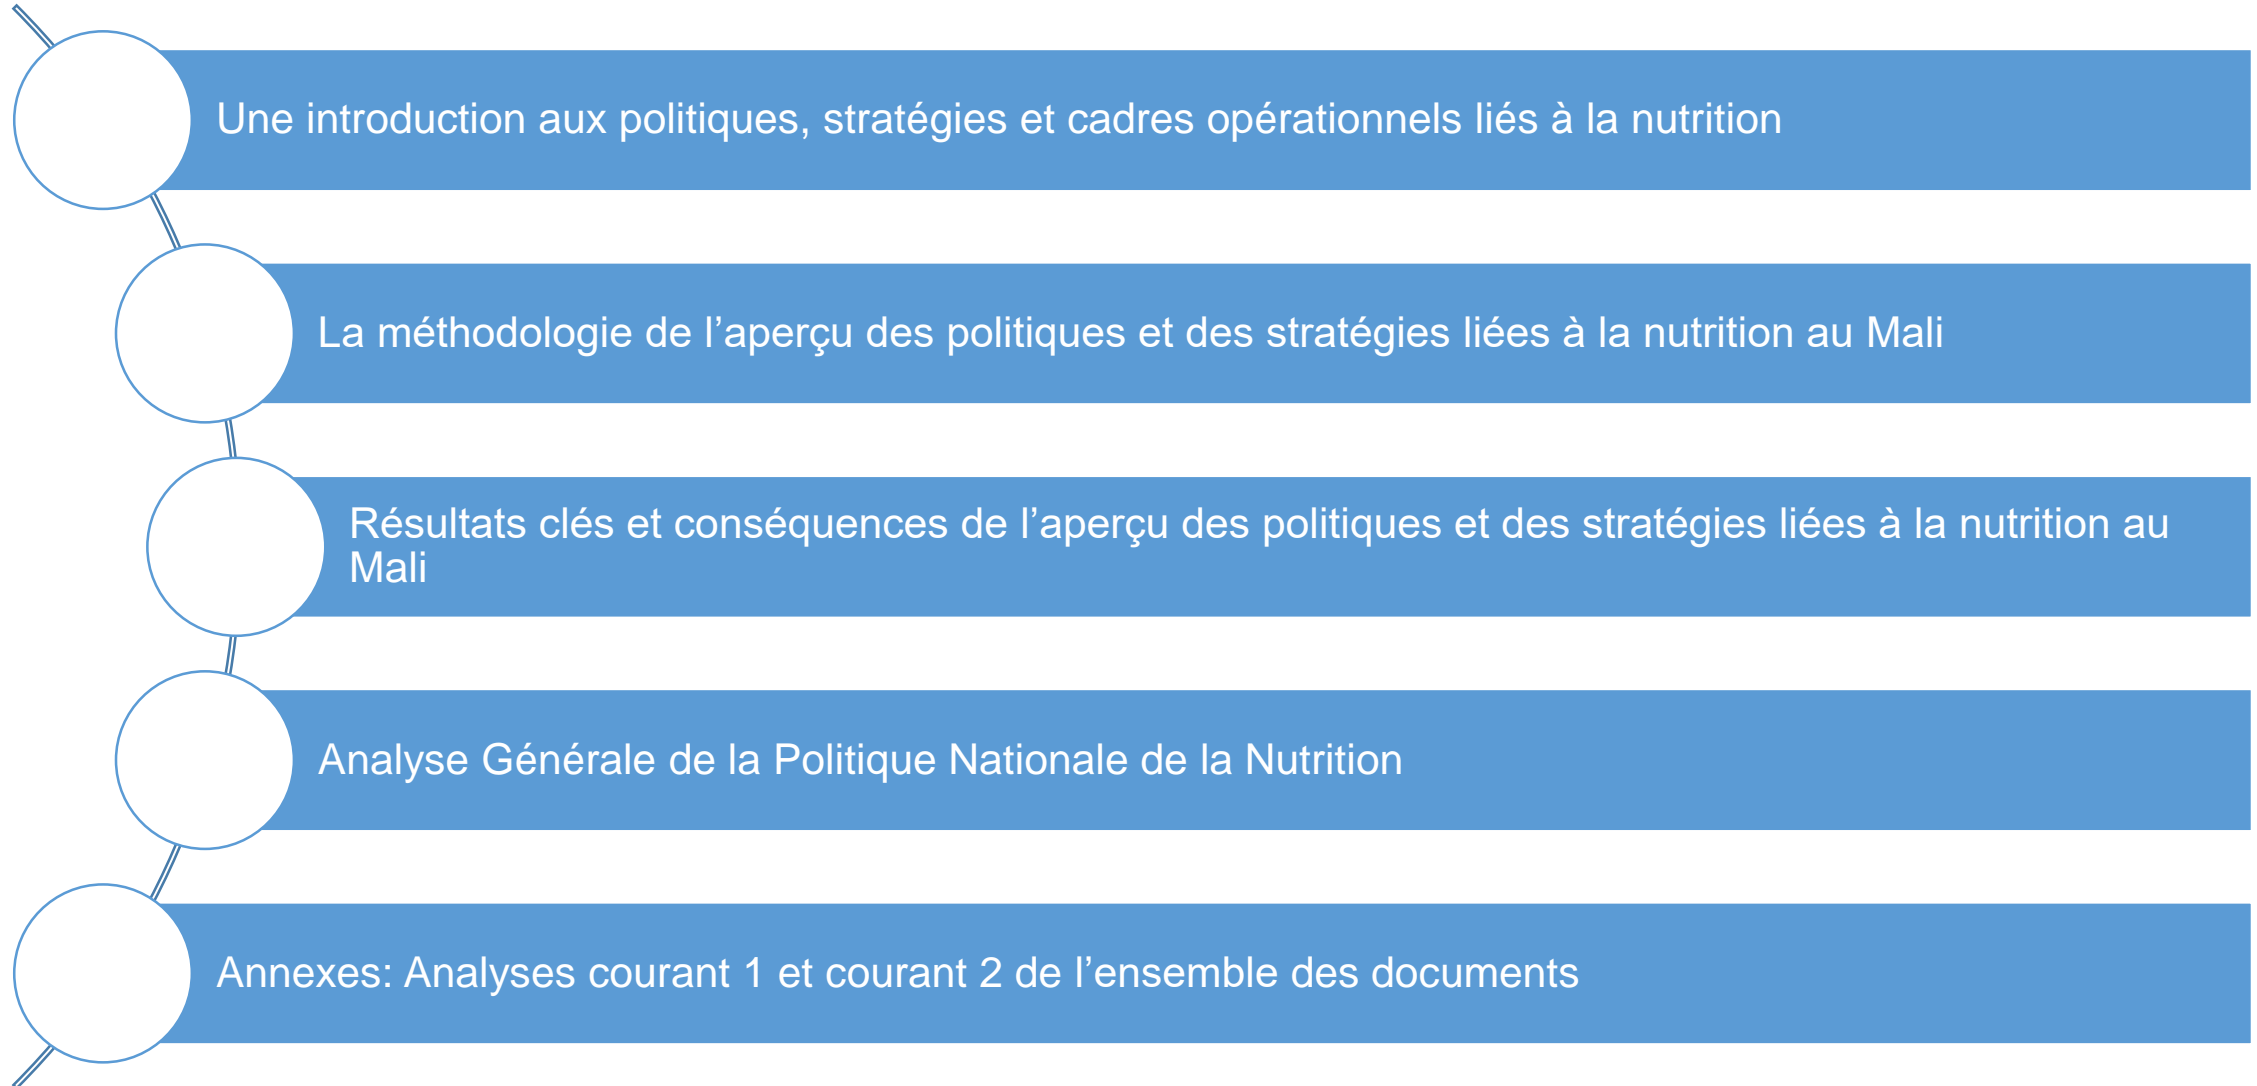 Une introduction aux politiques, stratégies et cadres opérationnels liés à la nutrition
La méthodologie de l’aperçu des politiques et des stratégies liées à la nutrition au Mali
Résultats clés et conséquences de l’aperçu des politiques et des stratégies liées à la nutrition au
Mali
Analyse Générale de la Politique Nationale de la Nutrition
Annexes: Analyses courant 1 et courant 2 de l’ensemble des documents